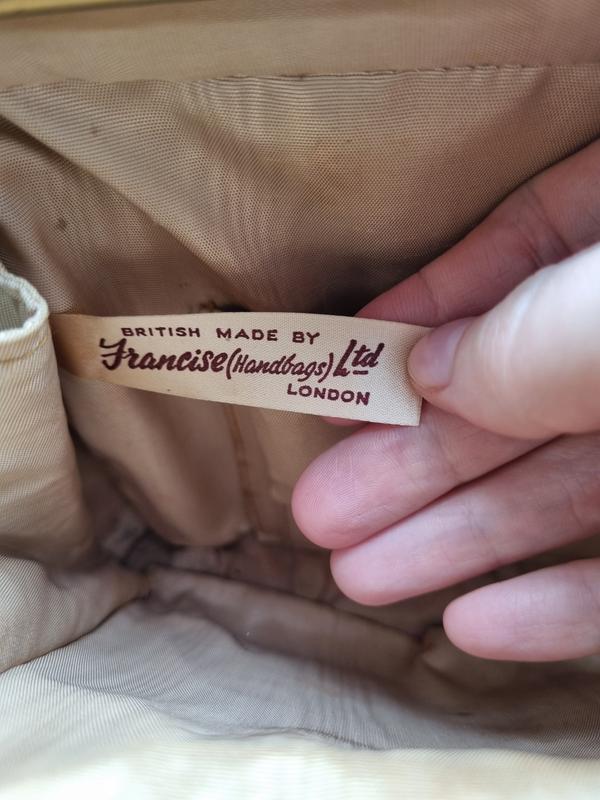 BRITISH MADE BY
Francise (Handbags) Ltd
LONDON